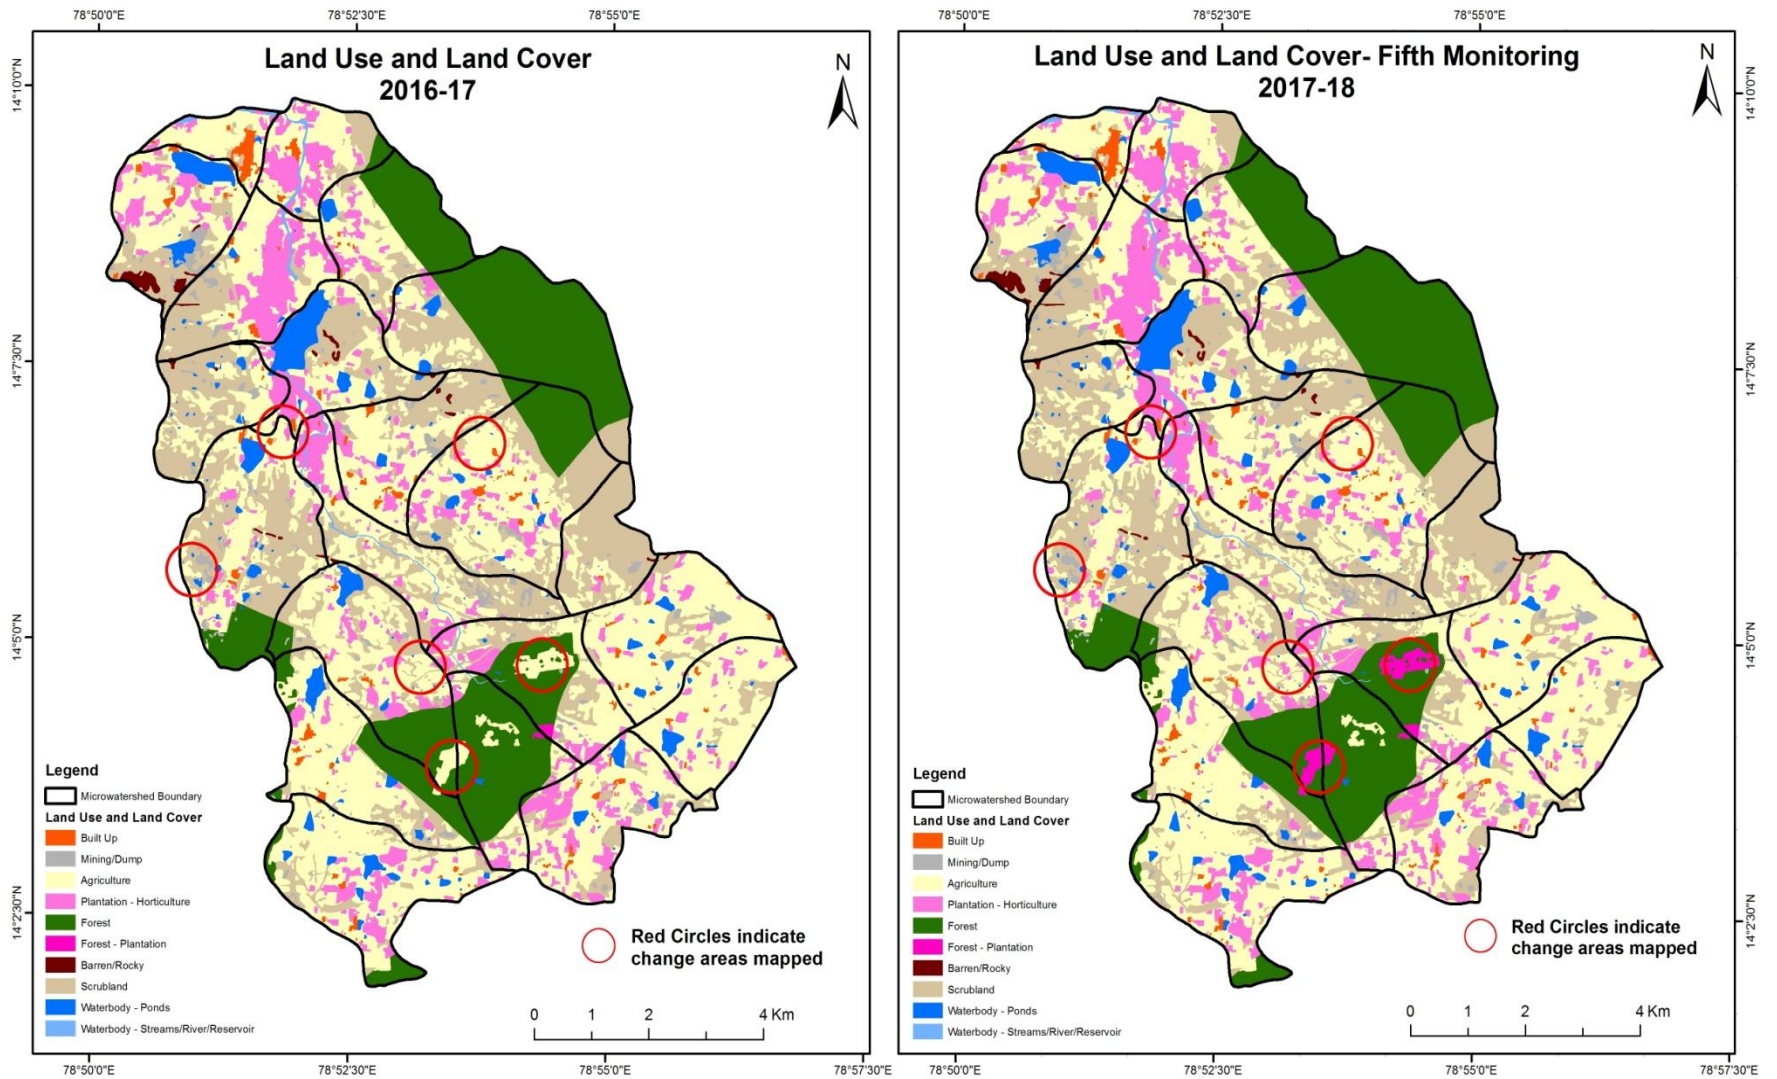 78°50'0"E
78°52'30"E
78°55'0"E
Land Use and Land Cover
2016-17
N
14°10'0"N
14°7'30"N
14°5'0"N
14°2'30"N
Legend
Microwatershed Boundary
Land Use and Land Cover
Built Up
Mining/Dump
Agriculture
Plantation - Horticulture
Forest
Forest - Plantation
Barren/Rocky
Scrubland
Waterbody - Ponds
Waterbody - Streams/River/Reservoir
Red Circles indicate
change areas mapped
0 1 2 4 Km
78°50'0"E
78°52'30"E
78°55'0"E
78°57'30"E
78°50'0"E
78°52'30"E
78°55'0"E
Land Use and Land Cover- Fifth Monitoring
2017-18
N
14°10'0"N
14°7'30"N
14°5'0"N
14°2'30"N
Legend
Microwatershed Boundary
Land Use and Land Cover
Built Up
Mining/Dump
Agriculture
Plantation - Horticulture
Forest
Forest - Plantation
Barren/Rocky
Scrubland
Waterbody - Ponds
Waterbody - Streams/River/Reservoir
Red Circles indicate
change areas mapped
0 1 2 4 Km
78°50'0"E
78°52'30"E
78°55'0"E
78°57'30"E